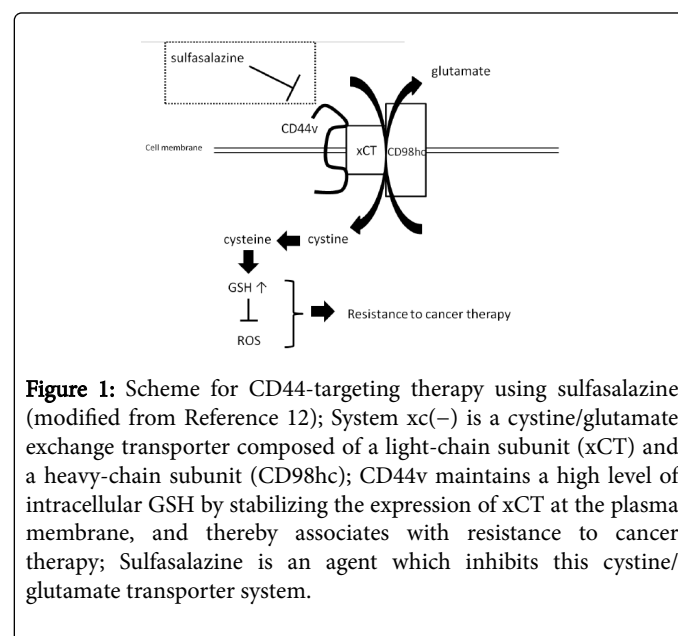 sulfasalazine
glutamate
CD44v
Cell membrane
xCT
CD98hc
cysteine
cystine
GSH ↑
Resistance to cancer therapy
ROS
Figure 1: Scheme for CD44-targeting therapy using sulfasalazine
(modified from Reference 12); System xc(−) is a cystine/glutamate
exchange transporter composed of a light-chain subunit (xCT) and
a heavy-chain subunit (CD98hc); CD44v maintains a high level of
intracellular GSH by stabilizing the expression of xCT at the plasma
membrane, and thereby associates with resistance to cancer
therapy; Sulfasalazine is an agent which inhibits this cystine/
glutamate transporter system.